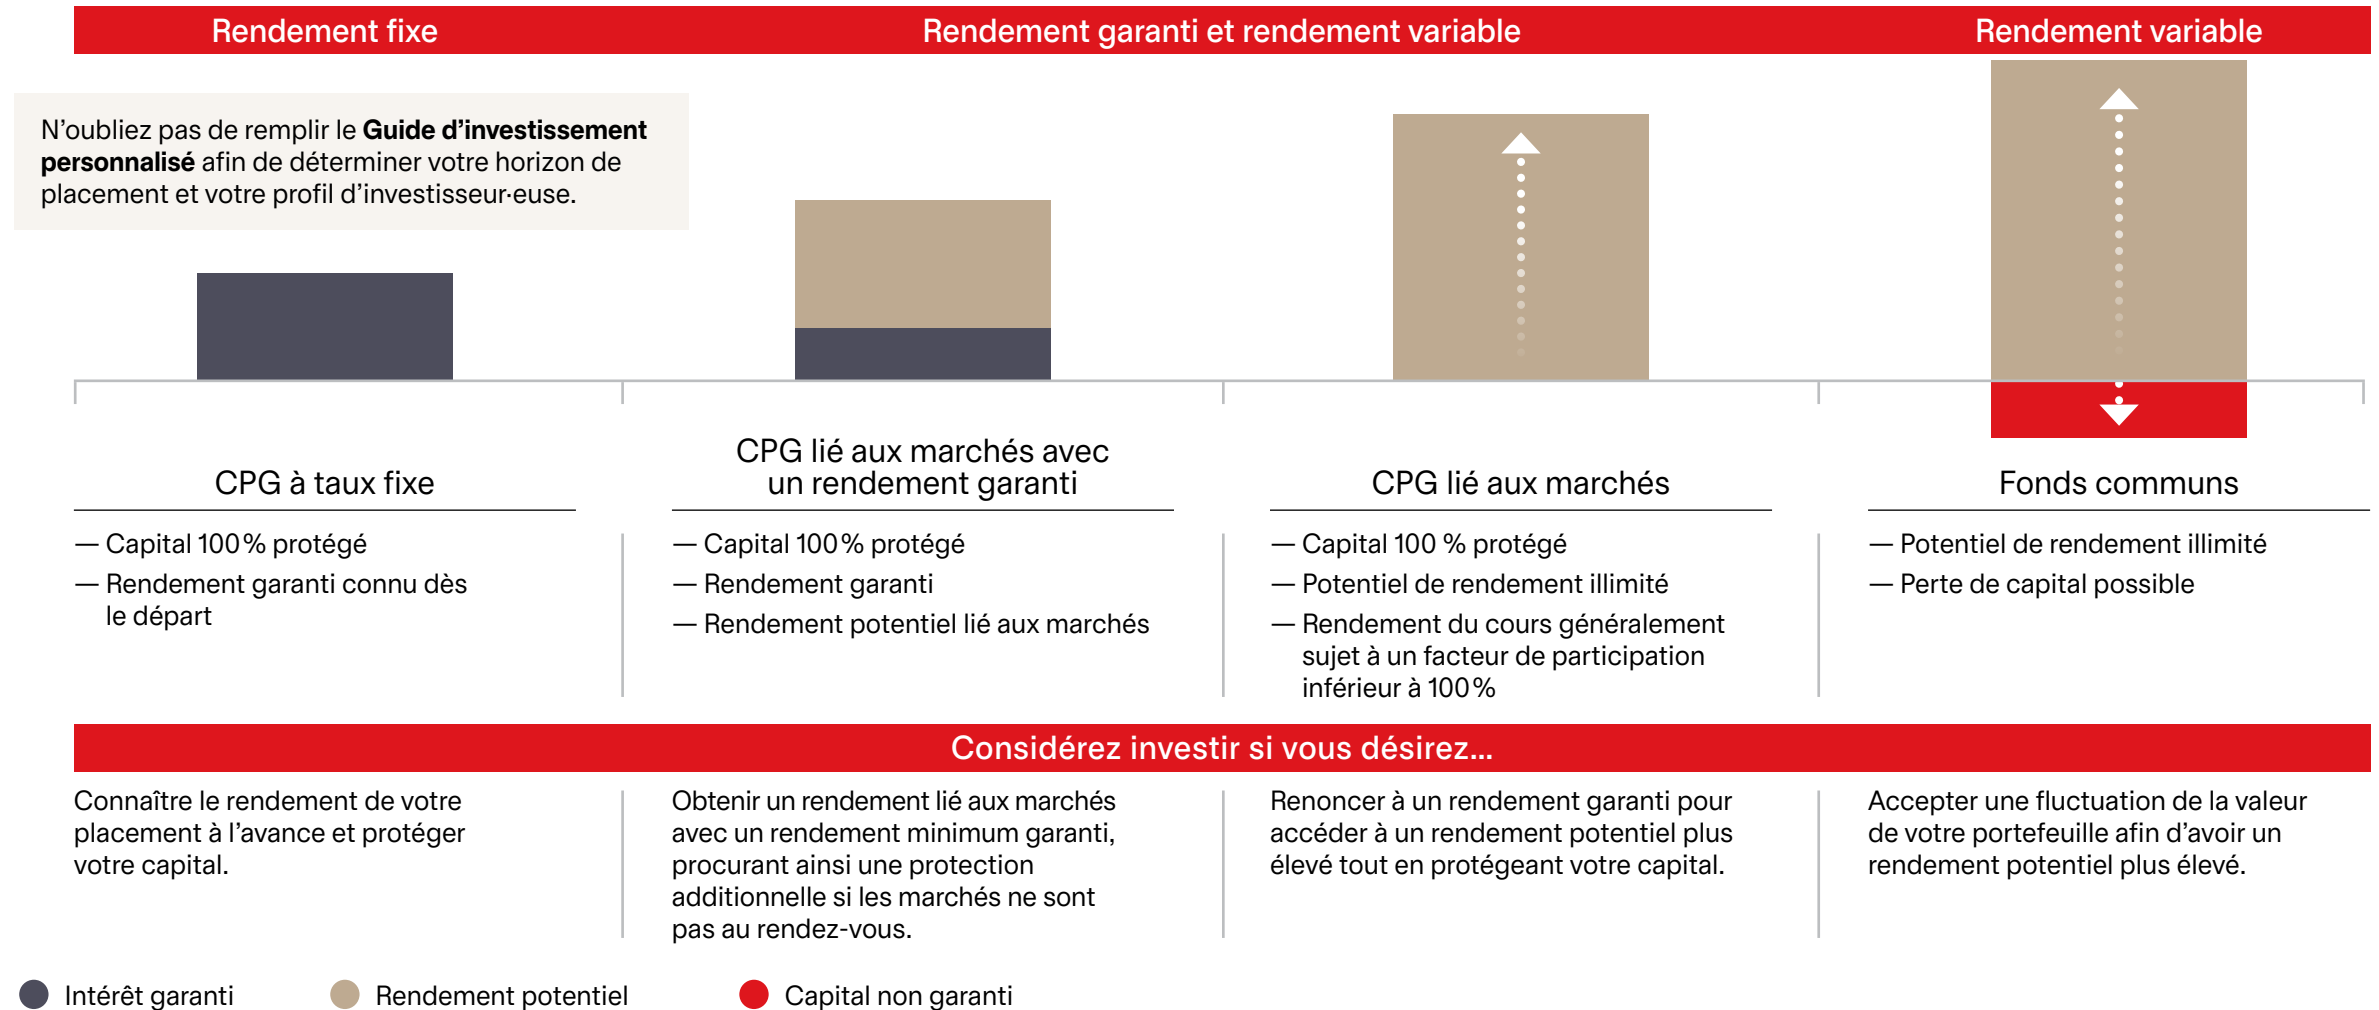 Rendement fixe
Rendement garanti et rendement variable
Rendement variable
N’oubliez pas de remplir le Guide d’investissement
personnalisé afin de déterminer votre horizon de
placement et votre profil d’investisseur·euse.
CPG à taux fixe
— Capital 100 % protégé
— Rendement garanti connu dès
le départ
CPG lié aux marchés avec
un rendement garanti
— Capital 100 % protégé
— Rendement garanti
— Rendement potentiel lié aux marchés
CPG lié aux marchés
— Capital 100 % protégé
— Potentiel de rendement illimité
— Rendement du cours généralement
sujet à un facteur de participation
inférieur à 100 %
Fonds communs
— Potentiel de rendement illimité
— Perte de capital possible
Considérez investir si vous désirez...
Connaître le rendement de votre
placement à l’avance et protéger
votre capital.
Obtenir un rendement lié aux marchés
avec un rendement minimum garanti,
procurant ainsi une protection
additionnelle si les marchés ne sont
pas au rendez-vous.
Renoncer à un rendement garanti pour
accéder à un rendement potentiel plus
élevé tout en protégeant votre capital.
Accepter une fluctuation de la valeur
de votre portefeuille afin d’avoir un
rendement potentiel plus élevé.
Intérêt garanti
Rendement potentiel
Capital non garanti